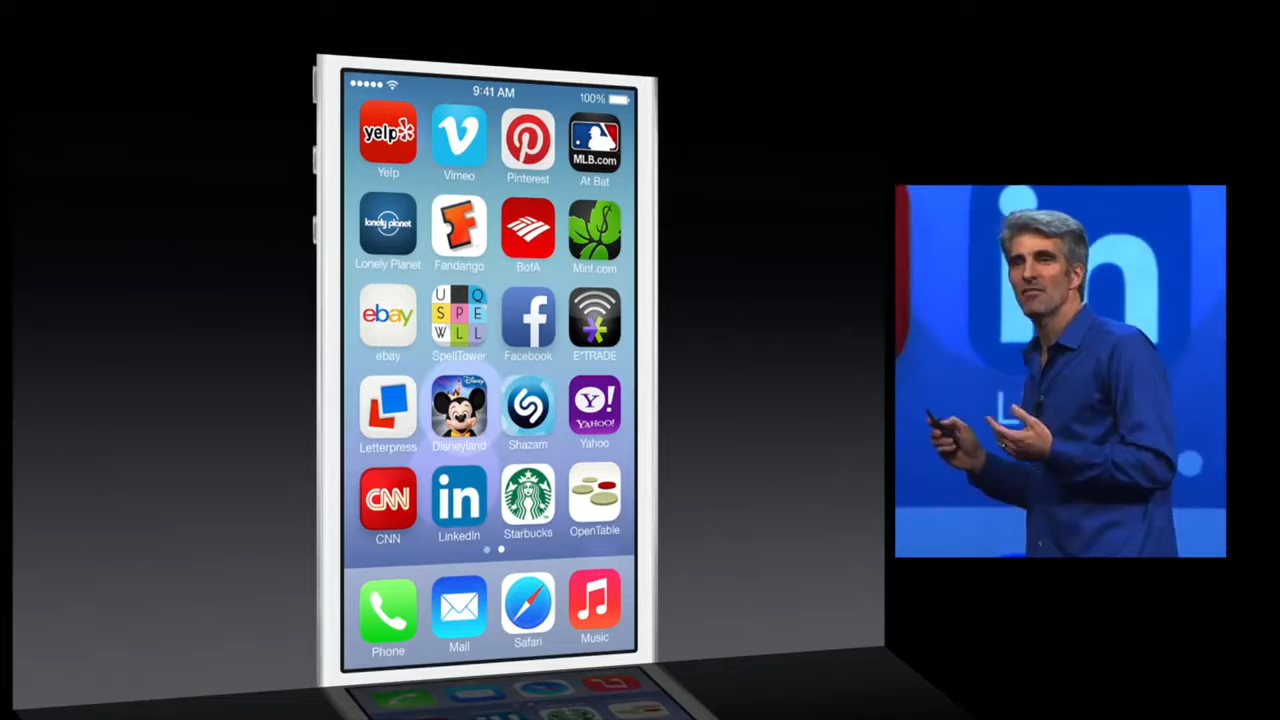 9:41 AM
100%
yelp
Yelp
Vimeo
Pinterest
MLB.com
At Bat
lonely planet
Lonely Planet
Fandango
BofA
Mint.com
ebay
ebay
U Q
S P E
W L L
SpellTower
Facebook
E*TRADE
Letterpress
Disney
Disneyland
Shazam
Y!
YAHOO!
Yahoo
CNN
CNN
in
LinkedIn
Starbucks
OpenTable
Phone
Mail
Safari
Music
in
L